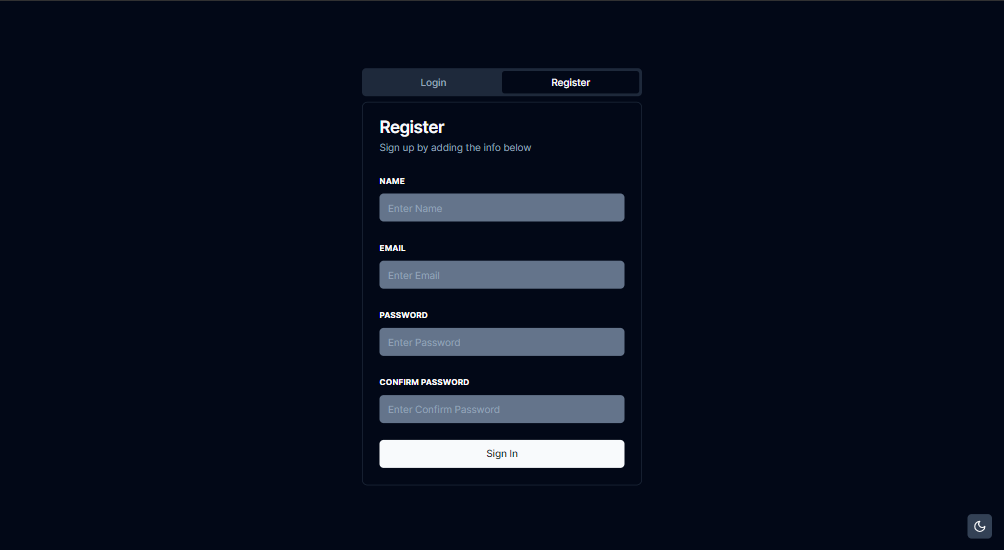 Login
Register
Register
Sign up by adding the info below
NAME
Enter Name
EMAIL
Enter Email
PASSWORD
Enter Password
CONFIRM PASSWORD
Enter Confirm Password
Sign In